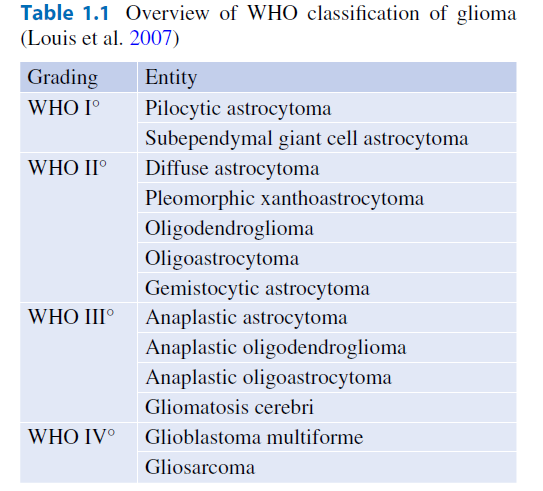 Table 1.1 Overview of WHO classification of glioma
(Louis et al. 2007)
Grading Entity
WHO I° Pilocytic astrocytoma
Subependymal giant cell astrocytoma
WHO II° Diffuse astrocytoma
Pleomorphic xanthoastrocytoma
Oligodendroglioma
Oligoastrocytoma
Gemistocytic astrocytoma
WHO III° Anaplastic astrocytoma
Anaplastic oligodendroglioma
Anaplastic oligoastrocytoma
Gliomatosis cerebri
WHO IV° Glioblastoma multiforme
Gliosarcoma